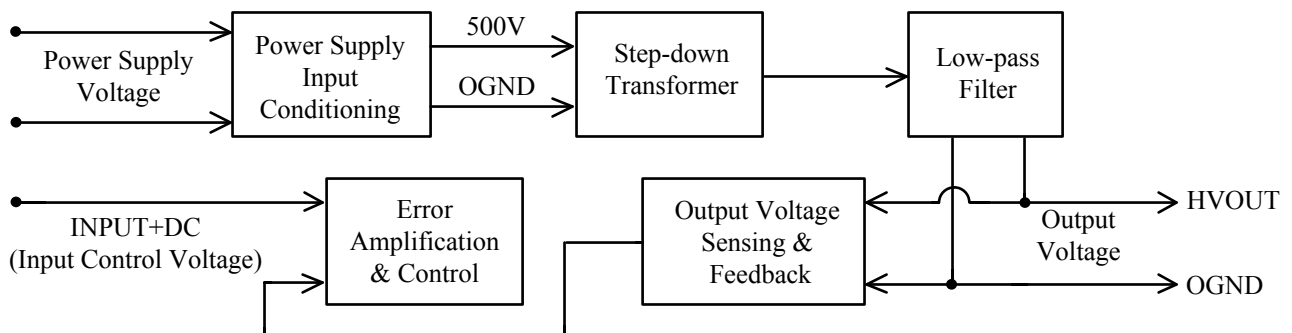 Power Supply
Voltage
Power Supply
Input
Conditioning
500V
OGND
Step-down
Transformer
Low-pass
Filter
INPUT+DC
(Input Control Voltage)
Error
Amplification
& Control
Output Voltage
Sensing &
Feedback
Output
Voltage
HVOUT
OGND